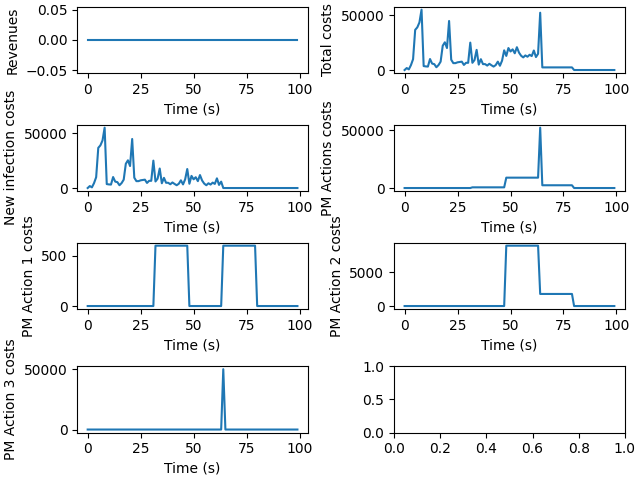 Revenues
0.05
0.00
−0.05
0 25 50 75 100
Time (s)
Total costs
50000
0
0 25 50 75 100
Time (s)
New infection costs
50000
0
0 25 50 75 100
Time (s)
PM Actions costs
50000
0
0 25 50 75 100
Time (s)
PM Action 1 costs
500
0
0 25 50 75 100
Time (s)
PM Action 2 costs
5000
0
0 25 50 75 100
Time (s)
PM Action 3 costs
50000
0
0 25 50 75 100
Time (s)
1.0
0.5
0.0
0.0 0.2 0.4 0.6 0.8 1.0